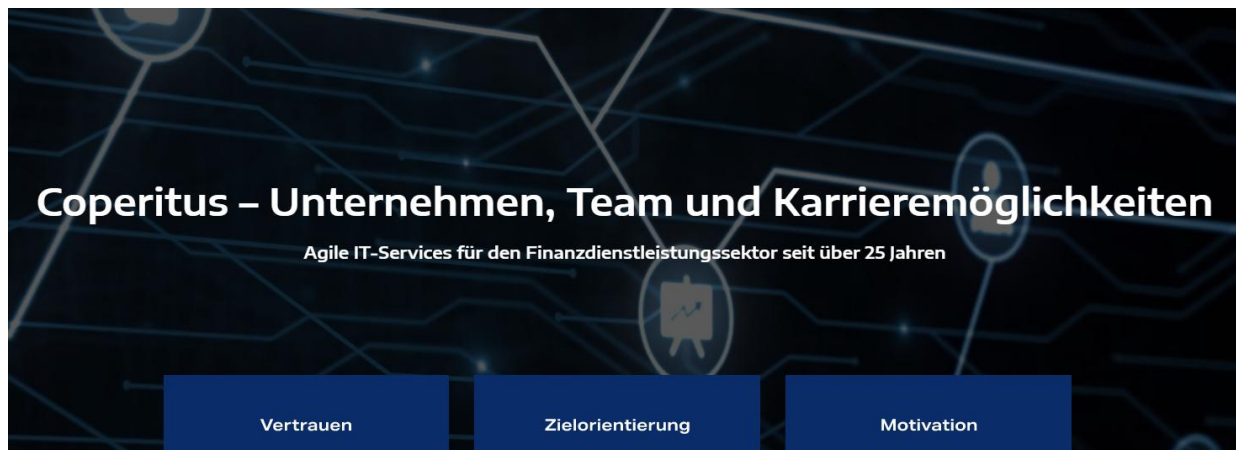 Coperitus – Unternehmen, Team und Karrieremöglichkeiten
Agile IT-Services für den Finanzdienstleistungssektor seit über 25 Jahren
Vertrauen
Zielorientierung
Motivation